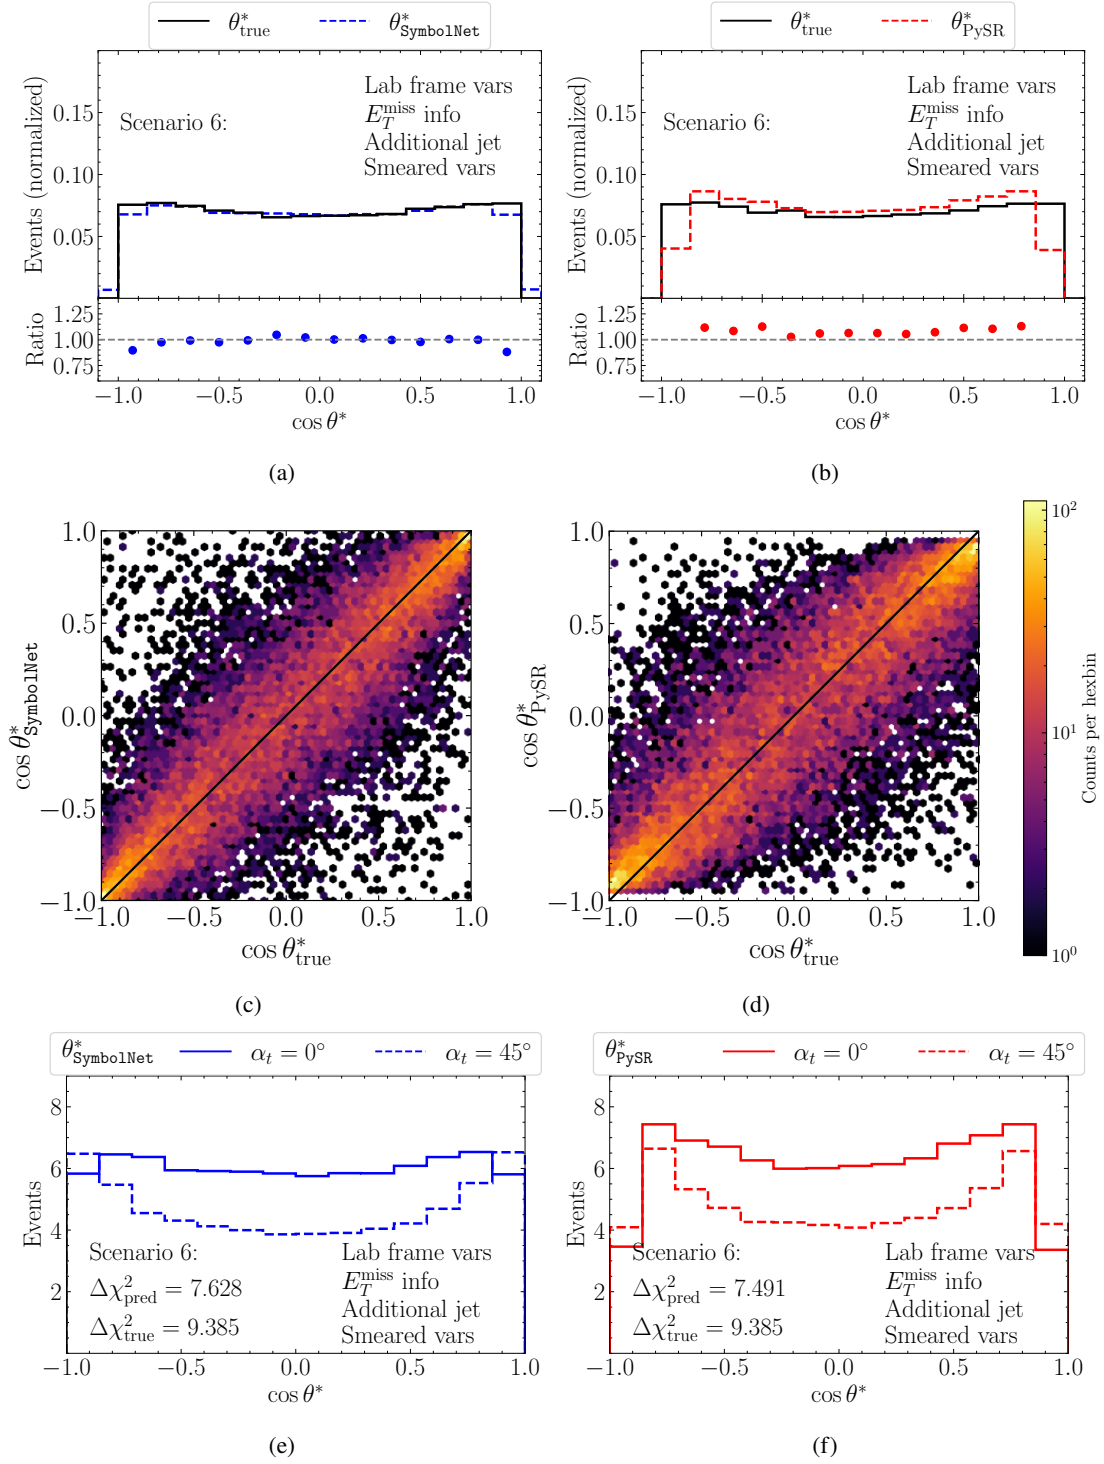 θ*true θ*SymbolNet
Events (normalized)
0.15
0.10
0.05
Scenario 6:
Lab frame vars
E_T^miss info
Additional jet
Smeared vars
Ratio
1.25
1.00
0.75
−1.0 −0.5 0.0 0.5 1.0
cos θ*
(a)
θ*true θ*PySR
Events (normalized)
0.15
0.10
0.05
Scenario 6:
Lab frame vars
E_T^miss info
Additional jet
Smeared vars
Ratio
1.25
1.00
0.75
−1.0 −0.5 0.0 0.5 1.0
cos θ*
(b)
cos θ*SymbolNet
1.0
0.5
0.0
−0.5
−1.0
−1.0 −0.5 0.0 0.5 1.0
cos θ*true
(c)
cos θ*PySR
1.0
0.5
0.0
−0.5
−1.0
−1.0 −0.5 0.0 0.5 1.0
cos θ*true
(d)
10²
10¹
10⁰
Counts per hexbin
θ*SymbolNet α_t = 0° α_t = 45°
Events
8
6
4
2
Scenario 6:
Δχ²pred = 7.628
Δχ²true = 9.385
Lab frame vars
E_T^miss info
Additional jet
Smeared vars
−1.0 −0.5 0.0 0.5 1.0
cos θ*
(e)
θ*PySR α_t = 0° α_t = 45°
Events
8
6
4
2
Scenario 6:
Δχ²pred = 7.491
Δχ²true = 9.385
Lab frame vars
E_T^miss info
Additional jet
Smeared vars
−1.0 −0.5 0.0 0.5 1.0
cos θ*
(f)